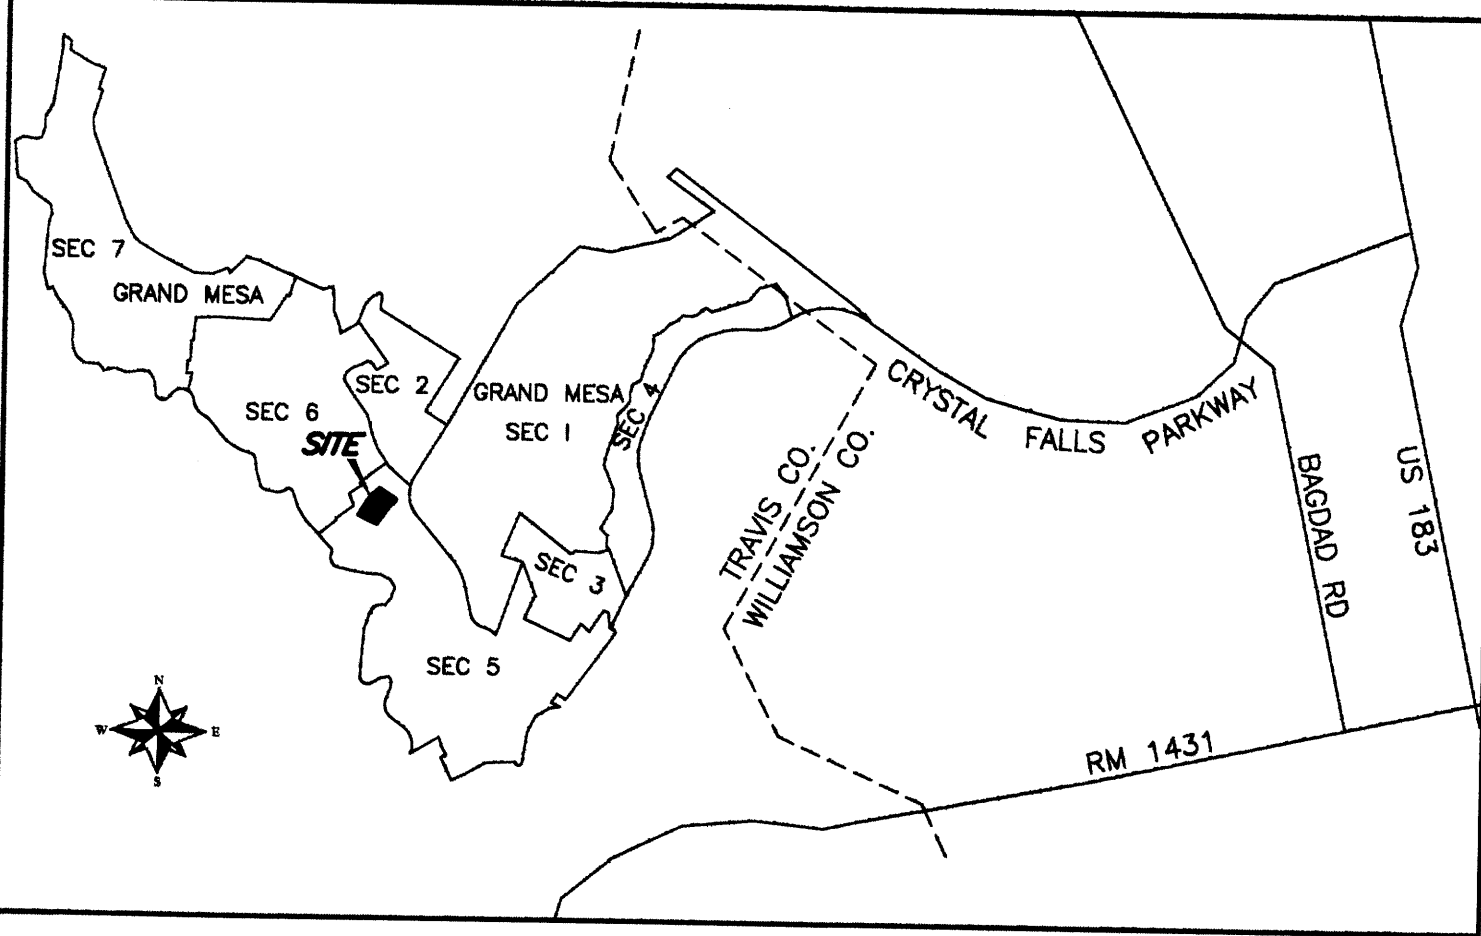 SEC 7
GRAND MESA
SEC 2
SEC 6
SITE
GRAND MESA
SEC 1
SEC 4
SEC 3
SEC 5
CRYSTAL FALLS PARKWAY
TRAVIS CO.
WILLIAMSON CO.
BAGDAD RD
US 183
RM 1431
N
W
E
S